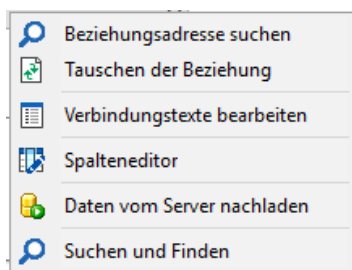 Beziehungsadresse suchen
Tauschen der Beziehung
Verbindungstexte bearbeiten
Spalteneditor
Daten vom Server nachladen
Suchen und Finden